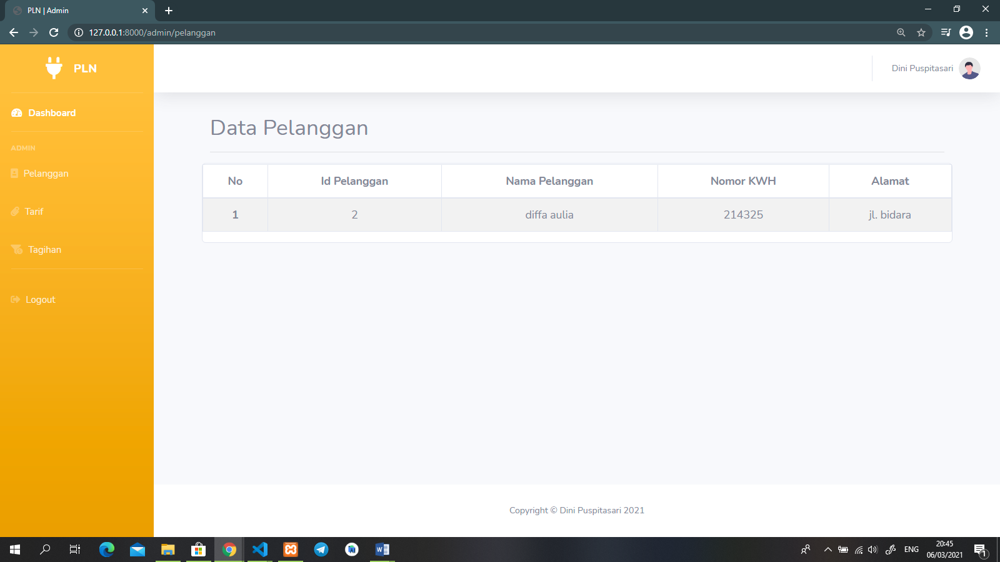 PLN | Admin
127.0.0.1:8000/admin/pelanggan
PLN
Dini Puspitasari
Dashboard
ADMIN
Pelanggan
Tarif
Tagihan
Logout
Data Pelanggan
No Id Pelanggan Nama Pelanggan Nomor KWH Alamat
1 2 diffa aulia 214325 jl. bidara
Copyright © Dini Puspitasari 2021
ENG
20:45
06/03/2021
1